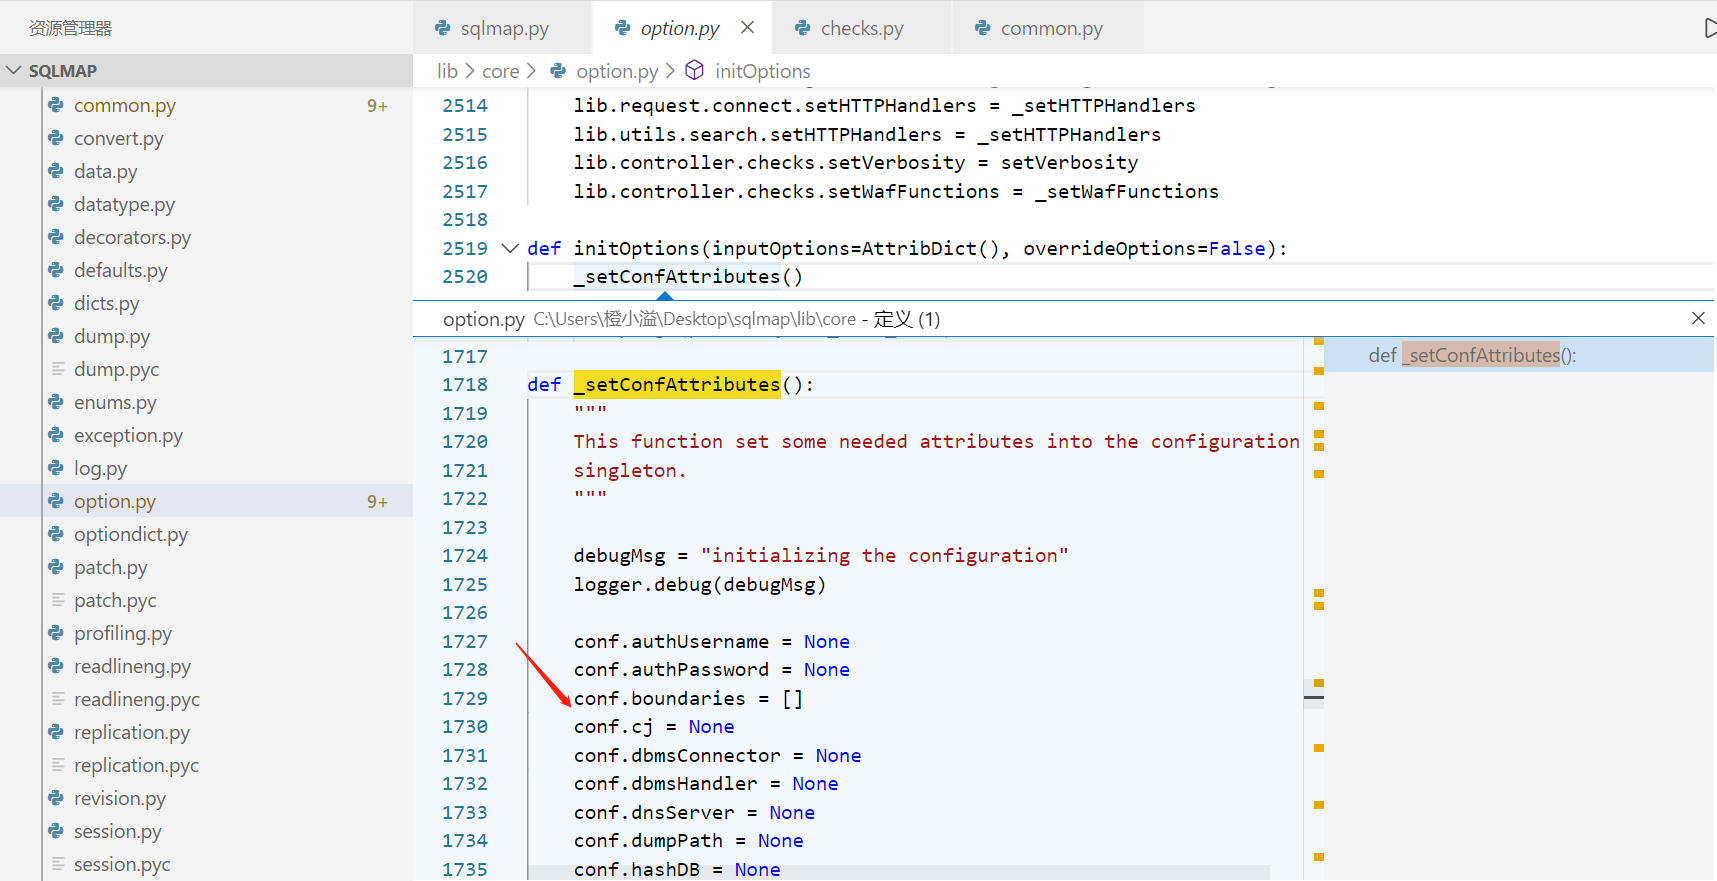 资源管理器
SQLMAP
common.py 9+
convert.py
data.py
datatype.py
decorators.py
defaults.py
dicts.py
dump.py
dump.pyc
enums.py
exception.py
log.py
option.py 9+
optiondict.py
patch.py
patch.pyc
profiling.py
readlineng.py
readlineng.pyc
replication.py
replication.pyc
revision.py
session.py
session.pyc
sqlmap.py option.py checks.py common.py
lib > core > option.py > initOptions
2514 lib.request.connect.setHTTPHandlers = _setHTTPHandlers
2515 lib.utils.search.setHTTPHandlers = _setHTTPHandlers
2516 lib.controller.checks.setVerbosity = setVerbosity
2517 lib.controller.checks.setWafFunctions = _setWafFunctions
2518
2519 def initOptions(inputOptions=AttribDict(), overrideOptions=False):
2520 _setConfAttributes()
option.py C:\Users\橙小溢\Desktop\sqlmap\lib\core - 定义 (1)
1717
1718 def _setConfAttributes():
1719 """
1720 This function set some needed attributes into the configuration
1721 singleton.
1722 """
1723
1724 debugMsg = "initializing the configuration"
1725 logger.debug(debugMsg)
1726
1727 conf.authUsername = None
1728 conf.authPassword = None
1729 conf.boundaries = []
1730 conf.cj = None
1731 conf.dbmsConnector = None
1732 conf.dbmsHandler = None
1733 conf.dnsServer = None
1734 conf.dumpPath = None
1735 conf.hashDB = None
def _setConfAttributes():